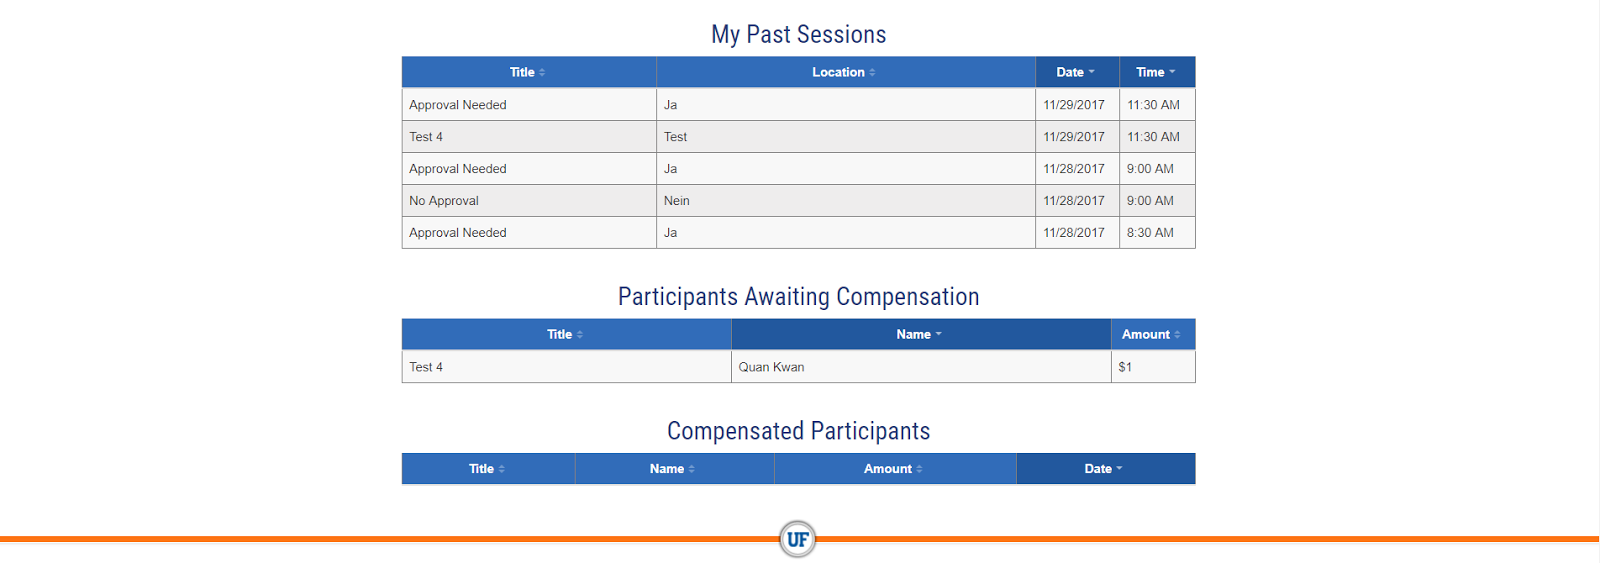 My Past Sessions
Title Location Date Time
Approval Needed Ja 11/29/2017 11:30 AM
Test 4 Test 11/29/2017 11:30 AM
Approval Needed Ja 11/28/2017 9:00 AM
No Approval Nein 11/28/2017 9:00 AM
Approval Needed Ja 11/28/2017 8:30 AM
Participants Awaiting Compensation
Title Name Amount
Test 4 Quan Kwan $1
Compensated Participants
Title Name Amount Date
UF